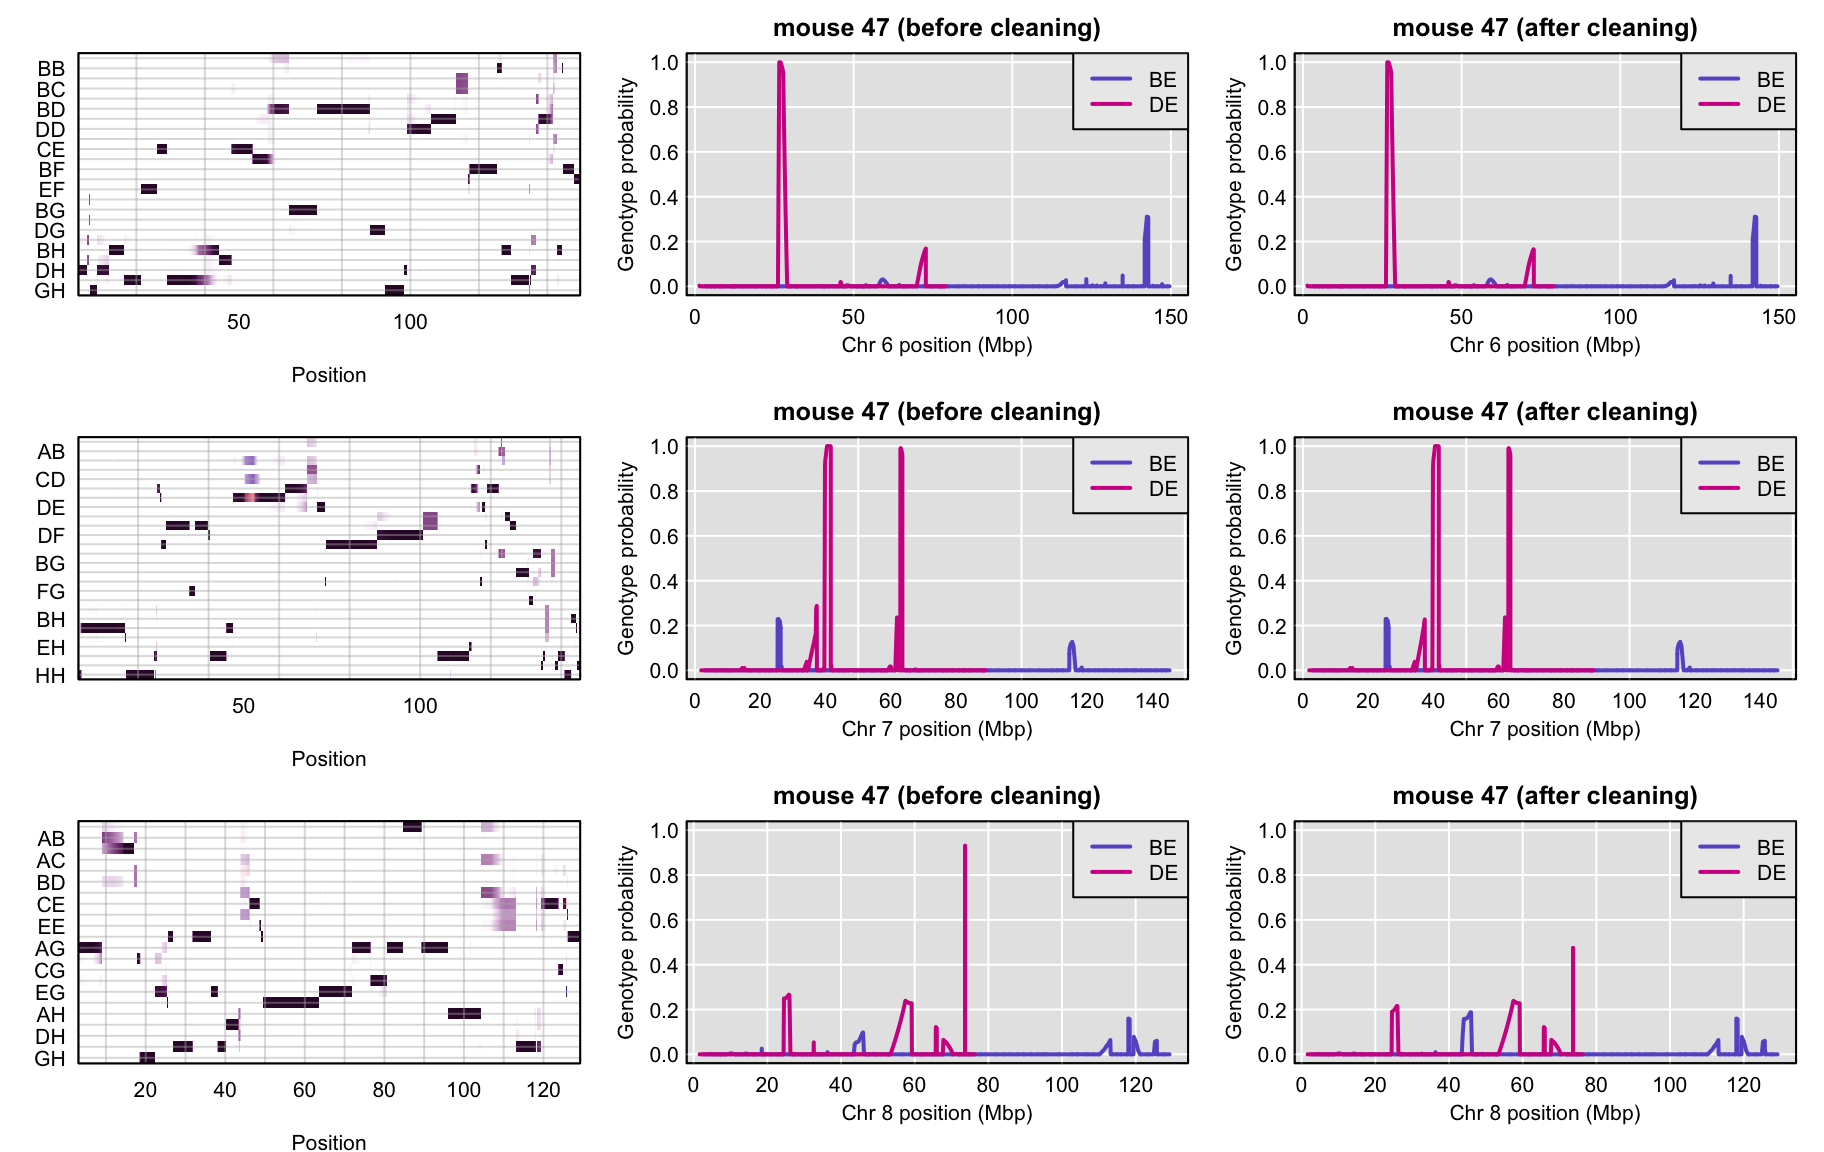 BB
BC
BD
DD
CE
BF
EF
BG
DG
BH
DH
GH
50 100
Position
mouse 47 (before cleaning)
Genotype probability
1.0
0.8
0.6
0.4
0.2
0.0
BE
DE
0 50 100 150
Chr 6 position (Mbp)
mouse 47 (after cleaning)
Genotype probability
1.0
0.8
0.6
0.4
0.2
0.0
BE
DE
0 50 100 150
Chr 6 position (Mbp)
AB
CD
DE
DF
BG
FG
BH
EH
HH
50 100
Position
mouse 47 (before cleaning)
Genotype probability
1.0
0.8
0.6
0.4
0.2
0.0
BE
DE
0 20 40 60 80 100 120 140
Chr 7 position (Mbp)
mouse 47 (after cleaning)
Genotype probability
1.0
0.8
0.6
0.4
0.2
0.0
BE
DE
0 20 40 60 80 100 120 140
Chr 7 position (Mbp)
AB
AC
BD
CE
EE
AG
CG
EG
AH
DH
GH
20 40 60 80 100 120
Position
mouse 47 (before cleaning)
Genotype probability
1.0
0.8
0.6
0.4
0.2
0.0
BE
DE
0 20 40 60 80 100 120
Chr 8 position (Mbp)
mouse 47 (after cleaning)
Genotype probability
1.0
0.8
0.6
0.4
0.2
0.0
BE
DE
0 20 40 60 80 100 120
Chr 8 position (Mbp)